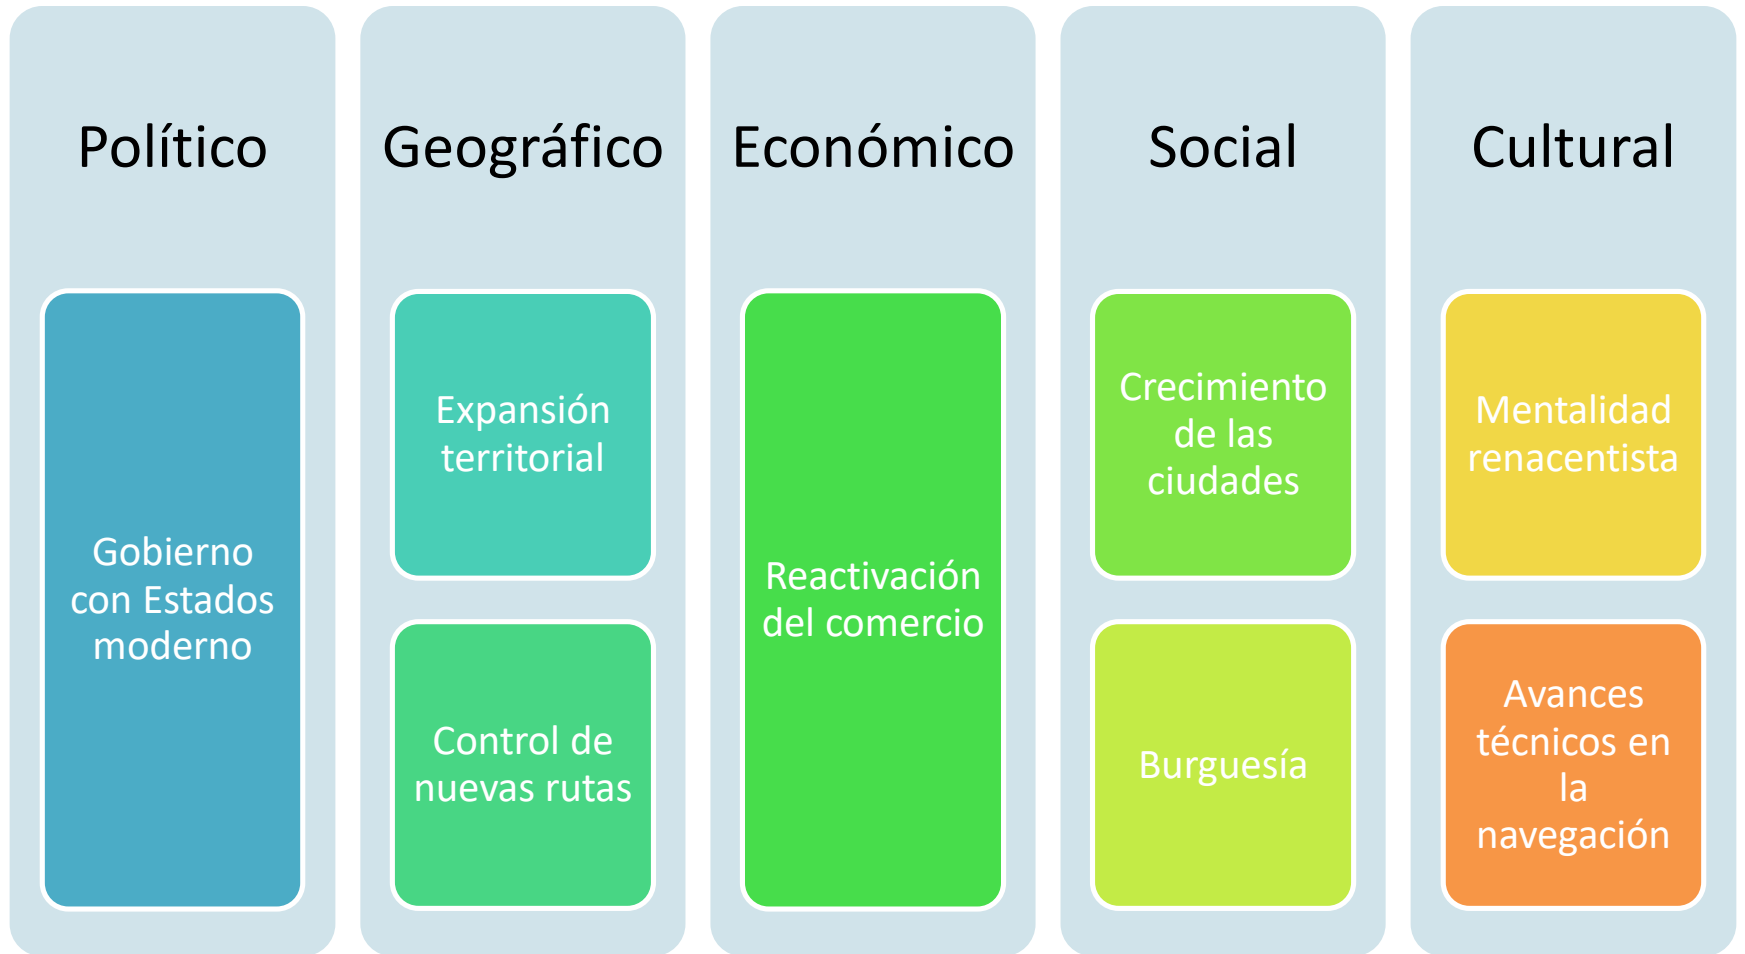 Político
Gobierno
con Estados
moderno
Geográfico
Expansión
territorial
Control de
nuevas rutas
Económico
Reactivación
del comercio
Social
Crecimiento
de las
ciudades
Burguesía
Cultural
Mentalidad
renacentista
Avances
técnicos en
la
navegación